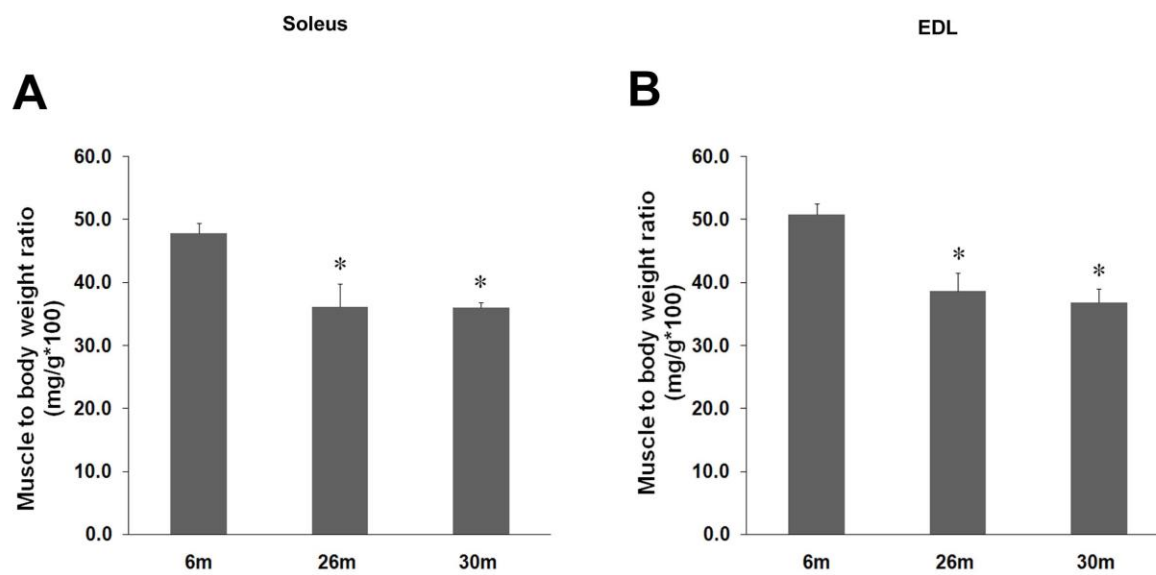 Soleus
EDL
A
B
Muscle to body weight ratio
(mg/g*100)
60.0
50.0
40.0
30.0
20.0
10.0
0.0
*
*
6m 26m 30m
Muscle to body weight ratio
(mg/g*100)
60.0
50.0
40.0
30.0
20.0
10.0
0.0
*
*
6m 26m 30m